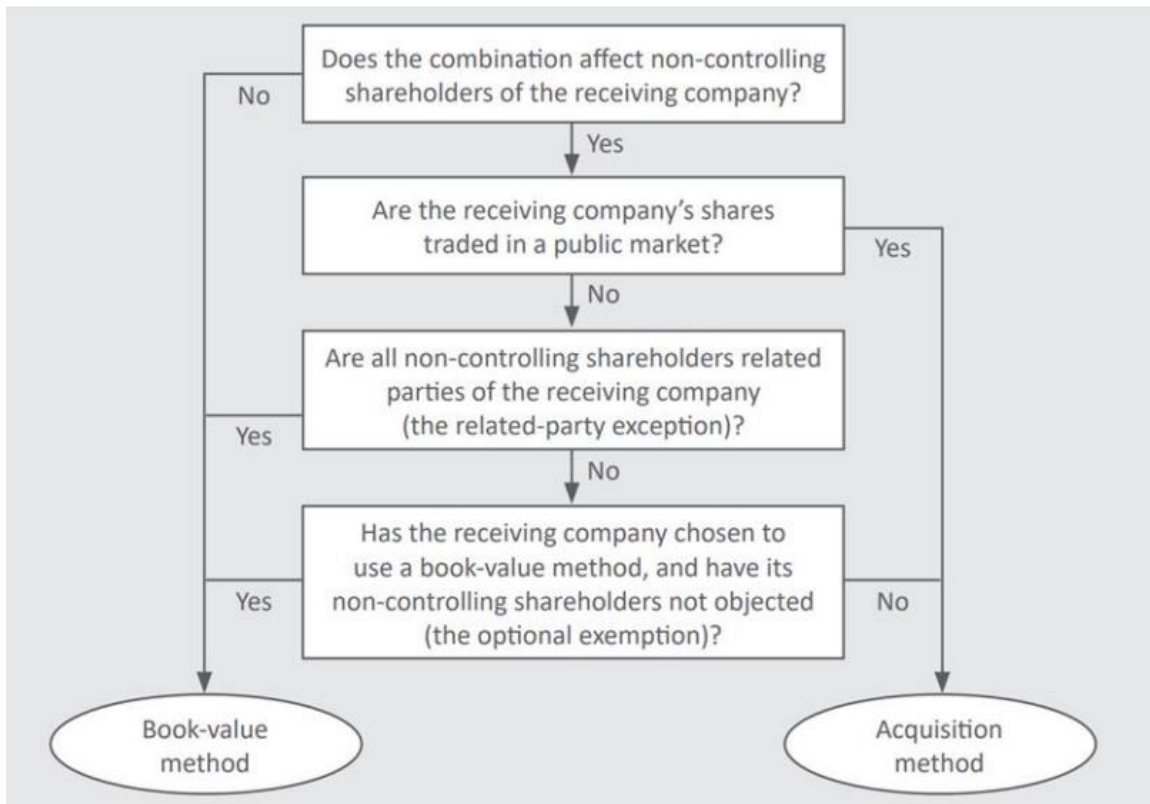 Does the combination affect non-controlling
shareholders of the receiving company?
No
Yes
Are the receiving company’s shares
traded in a public market?
Yes
No
Are all non-controlling shareholders related
parties of the receiving company
(the related-party exception)?
Yes
No
Has the receiving company chosen to
use a book-value method, and have its
non-controlling shareholders not objected
(the optional exemption)?
Yes
No
Book-value
method
Acquisition
method